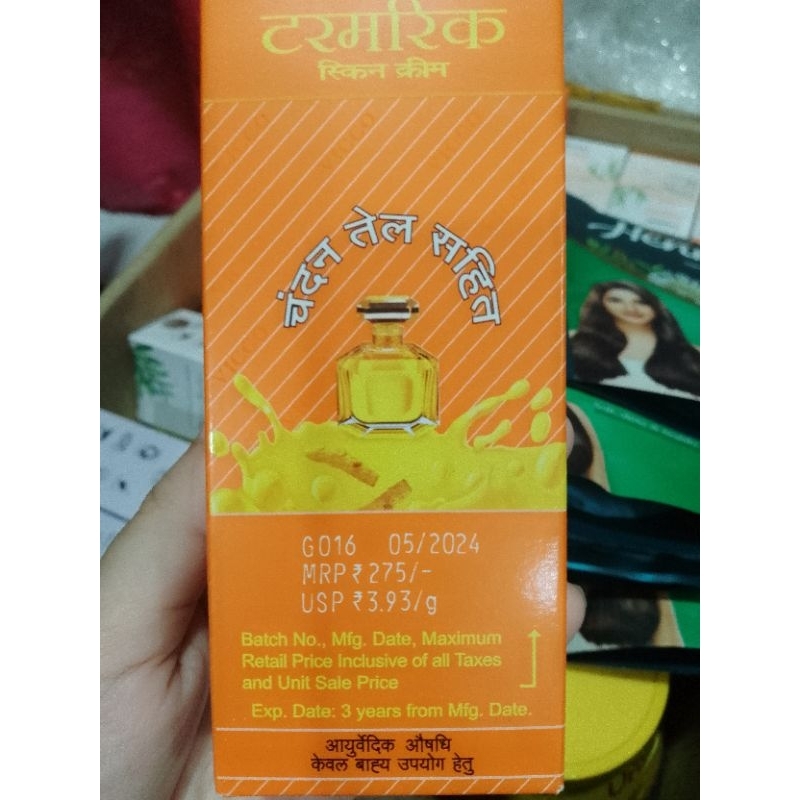 टरमरिक
स्किन क्रीम
चंदन तेल सहित
G016 05/2024
MRP ₹ 275/-
USP ₹3.93/g
Batch No., Mfg. Date, Maximum
Retail Price Inclusive of all Taxes
and Unit Sale Price
Exp. Date: 3 years from Mfg. Date.
आयुर्वेदिक औषधि
केवल बाह्य उपयोग हेतु